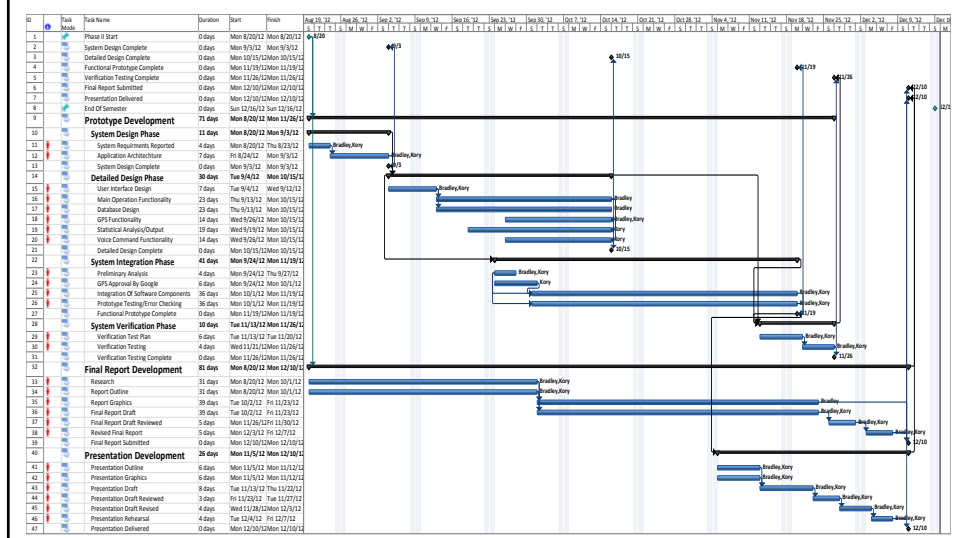 ID Task Mode Task Name Duration Start Finish Aug 19, '12 Aug 26, '12 Sep 2, '12 Sep 9, '12 Sep 16, '12 Sep 23, '12 Sep 30, '12 Oct 7, '12 Oct 14, '12 Oct 21, '12 Oct 28, '12 Nov 4, '12 Nov 11, '12 Nov 18, '12 Nov 25, '12 Dec 2, '12 Dec 9, '12 Dec 16
1 Phase II Start 0 days Mon 8/20/12 Mon 8/20/12 8/20
2 System Design Complete 0 days Mon 9/3/12 Mon 9/3/12 9/3
3 Detailed Design Complete 0 days Mon 10/15/12 Mon 10/15/12 10/15
4 Functional Prototype Complete 0 days Mon 11/19/12 Mon 11/19/12 11/19
5 Verification Testing Complete 0 days Mon 11/26/12 Mon 11/26/12 11/26
6 Final Report Submitted 0 days Mon 12/10/12 Mon 12/10/12 12/10
7 Presentation Delivered 0 days Mon 12/10/12 Mon 12/10/12 12/10
8 End Of Semester 0 days Sun 12/16/12 Sun 12/16/12 12/1
9 Prototype Development 71 days Mon 8/20/12 Mon 11/26/12
10 System Design Phase 11 days Mon 8/20/12 Mon 9/3/12
11 System Requirments Reported 4 days Mon 8/20/12 Thu 8/23/12 Bradley,Kory
12 Application Architechture 7 days Fri 8/24/12 Mon 9/3/12 Bradley,Kory
13 System Design Complete 0 days Mon 9/3/12 Mon 9/3/12 9/3
14 Detailed Design Phase 30 days Tue 9/4/12 Mon 10/15/12
15 User Interface Design 7 days Tue 9/4/12 Wed 9/12/12 Bradley,Kory
16 Main Operation Functionality 23 days Thu 9/13/12 Mon 10/15/12 Bradley
17 Database Design 23 days Thu 9/13/12 Mon 10/15/12 Bradley
18 GPS Functionality 14 days Wed 9/26/12 Mon 10/15/12 Bradley,Kory
19 Statistical Analysis/Output 19 days Wed 9/19/12 Mon 10/15/12 Kory
20 Voice Command Functionality 14 days Wed 9/26/12 Mon 10/15/12 Kory
21 Detailed Design Complete 0 days Mon 10/15/12 Mon 10/15/12 10/15
22 System Integration Phase 41 days Mon 9/24/12 Mon 11/19/12
23 Preliminary Analysis 4 days Mon 9/24/12 Thu 9/27/12 Bradley,Kory
24 GPS Approval By Google 6 days Mon 9/24/12 Mon 10/1/12 Kory
25 Integration Of Software Components 36 days Mon 10/1/12 Mon 11/19/12 Bradley,Kory
26 Prototype Testing/Error Checking 36 days Mon 10/1/12 Mon 11/19/12 Bradley,Kory
27 Functional Prototype Complete 0 days Mon 11/19/12 Mon 11/19/12 11/19
28 System Verification Phase 10 days Tue 11/13/12 Mon 11/26/12
29 Verification Test Plan 6 days Tue 11/13/12 Tue 11/20/12 Bradley,Kory
30 Verification Testing 4 days Wed 11/21/12 Mon 11/26/12 Bradley,Kory
31 Verification Testing Complete 0 days Mon 11/26/12 Mon 11/26/12 11/26
32 Final Report Development 81 days Mon 8/20/12 Mon 12/10/12
33 Research 31 days Mon 8/20/12 Mon 10/1/12 Bradley,Kory
34 Report Outline 31 days Mon 8/20/12 Mon 10/1/12 Bradley,Kory
35 Report Graphics 39 days Tue 10/2/12 Fri 11/23/12 Bradley
36 Final Report Draft 39 days Tue 10/2/12 Fri 11/23/12 Bradley,Kory
37 Final Report Draft Reviewed 5 days Mon 11/26/12 Fri 11/30/12 Bradley,Kory
38 Revised Final Report 5 days Mon 12/3/12 Fri 12/7/12 Bradley,Kory
39 Final Report Submitted 0 days Mon 12/10/12 Mon 12/10/12 12/10
40 Presentation Development 26 days Mon 11/5/12 Mon 12/10/12
41 Presentation Outline 6 days Mon 11/5/12 Mon 11/12/12 Bradley,Kory
42 Presentation Graphics 6 days Mon 11/5/12 Mon 11/12/12 Bradley,Kory
43 Presentation Draft 8 days Tue 11/13/12 Thu 11/22/12 Bradley,Kory
44 Presentation Draft Reviewed 3 days Fri 11/23/12 Tue 11/27/12 Bradley,Kory
45 Presentation Draft Revised 4 days Wed 11/28/12 Mon 12/3/12 Bradley,Kory
46 Presentation Rehearsal 4 days Tue 12/4/12 Fri 12/7/12 Bradley,Kory
47 Presentation Delivered 0 days Mon 12/10/12 Mon 12/10/12 12/10